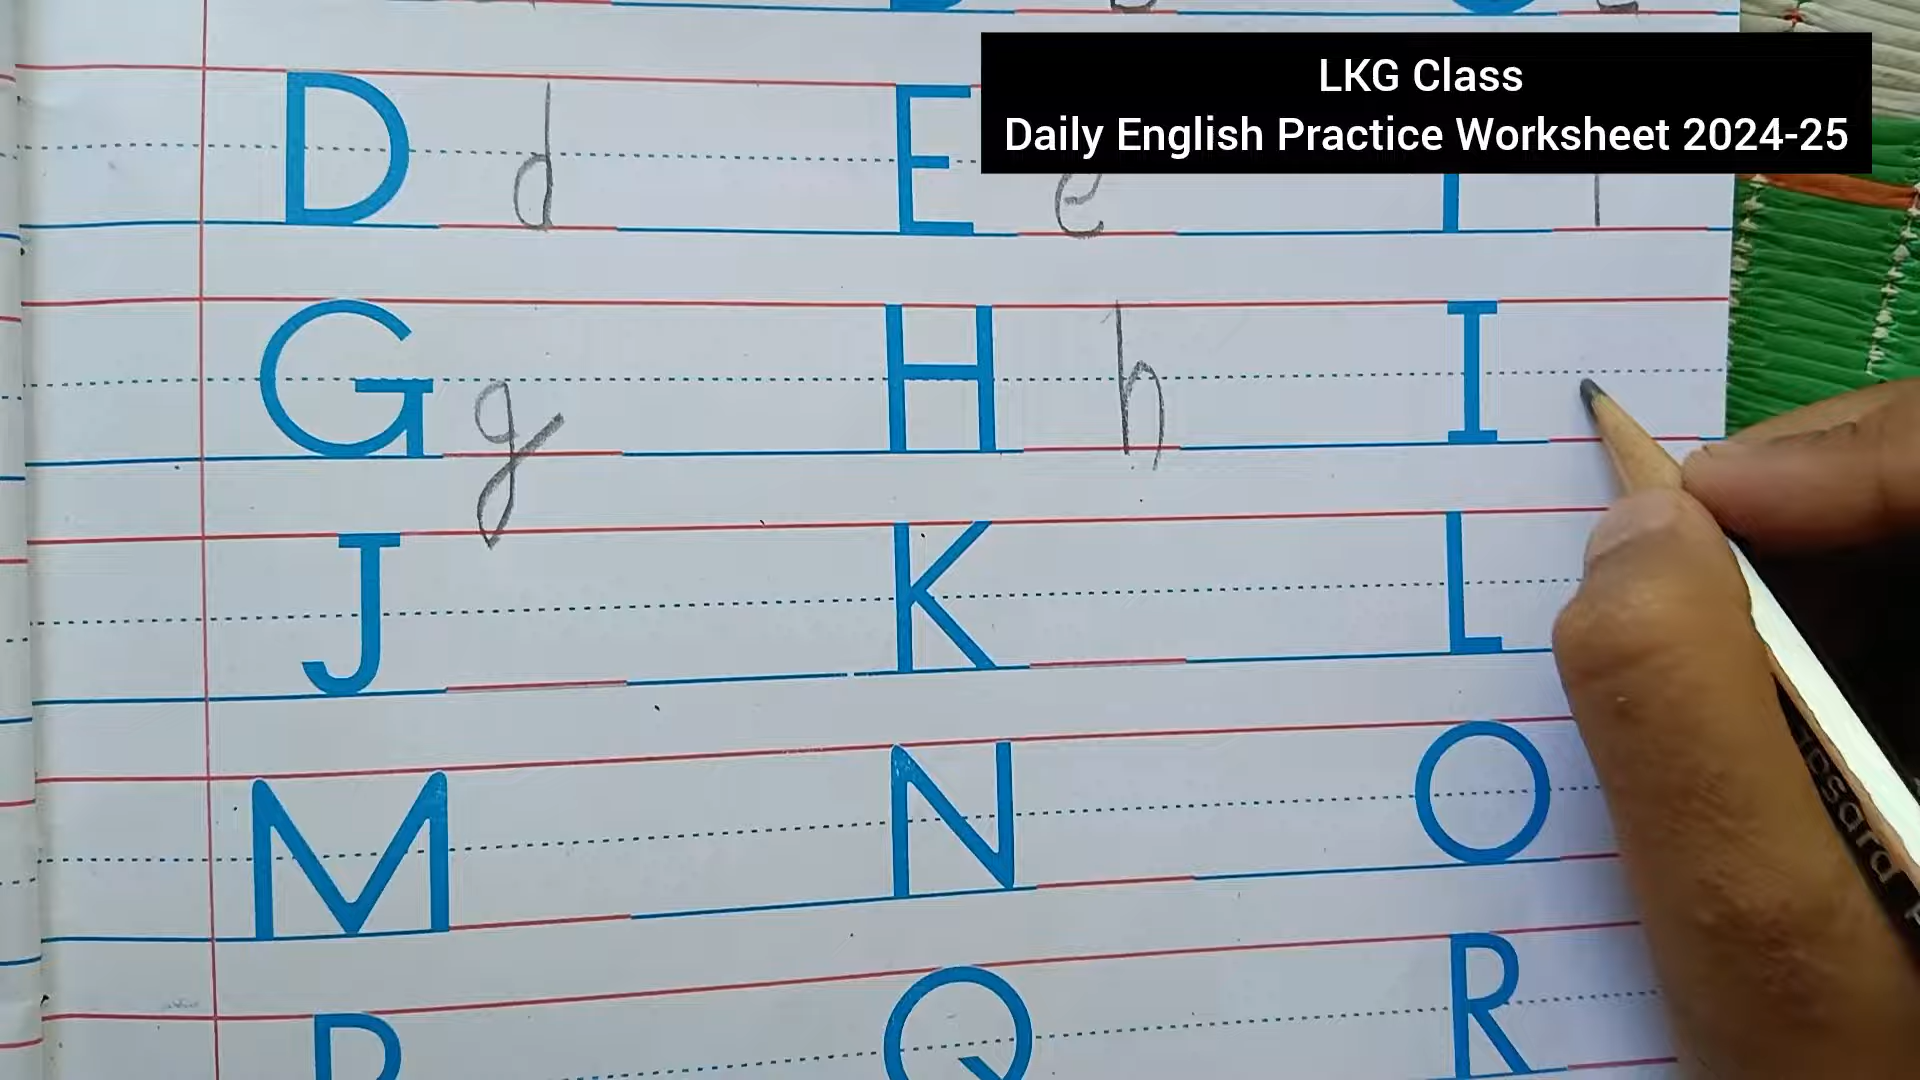 LKG Class
Daily English Practice Worksheet 2024-25
D d E e
G g H h I
J K L
M N O
P Q R